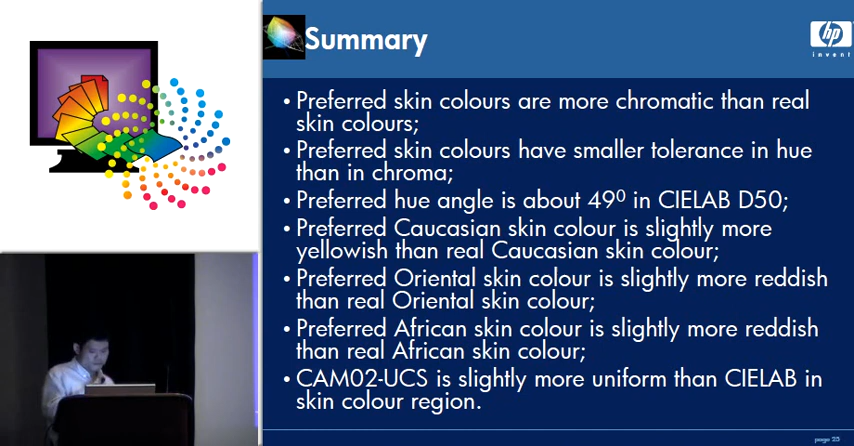 Summary
hp
invent
• Preferred skin colours are more chromatic than real
skin colours;
• Preferred skin colours have smaller tolerance in hue
than in chroma;
• Preferred hue angle is about 49⁰ in CIELAB D50;
• Preferred Caucasian skin colour is slightly more
yellowish than real Caucasian skin colour;
• Preferred Oriental skin colour is slightly more reddish
than real Oriental skin colour;
• Preferred African skin colour is slightly more reddish
than real African skin colour;
• CAM02-UCS is slightly more uniform than CIELAB in
skin colour region.
page 25